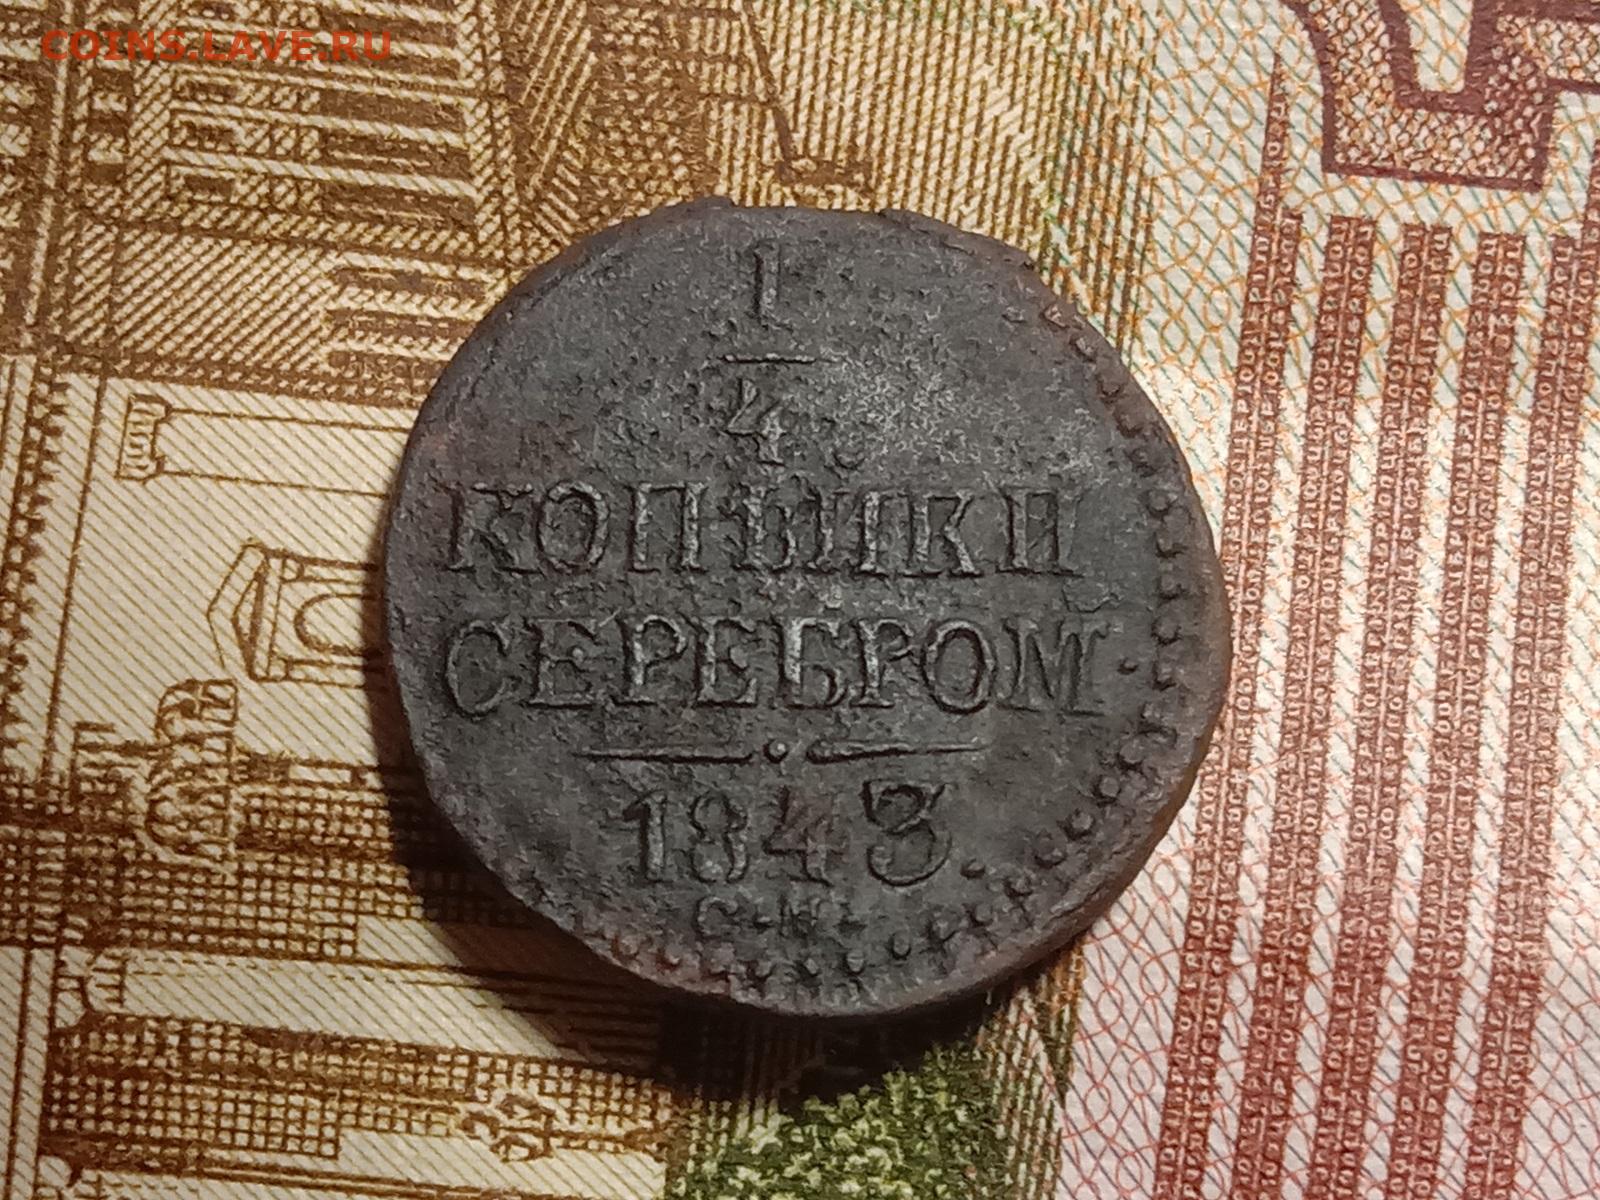 COINS.LAVE.RU
1
4
КОПѢЙКИ
СЕРЕБРОМ.
1843.
С.М.